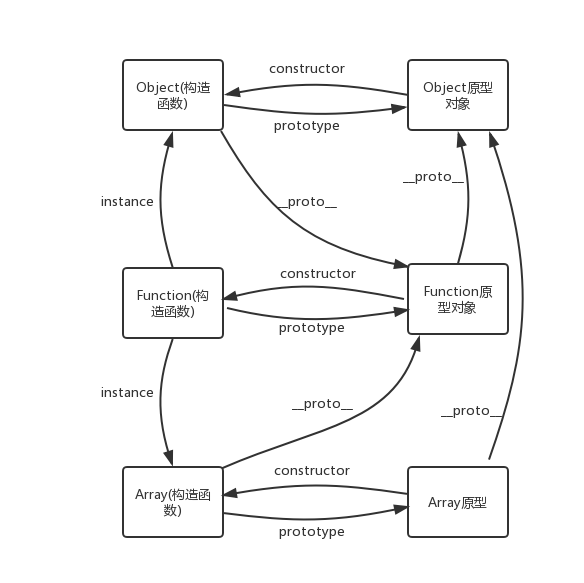 constructor
Object(构造
函数)
Object原型
对象
prototype
__proto__
instance
__proto__
constructor
Function(构
造函数)
Function原
型对象
prototype
instance
__proto__
__proto__
constructor
Array(构造函
数)
Array原型
prototype